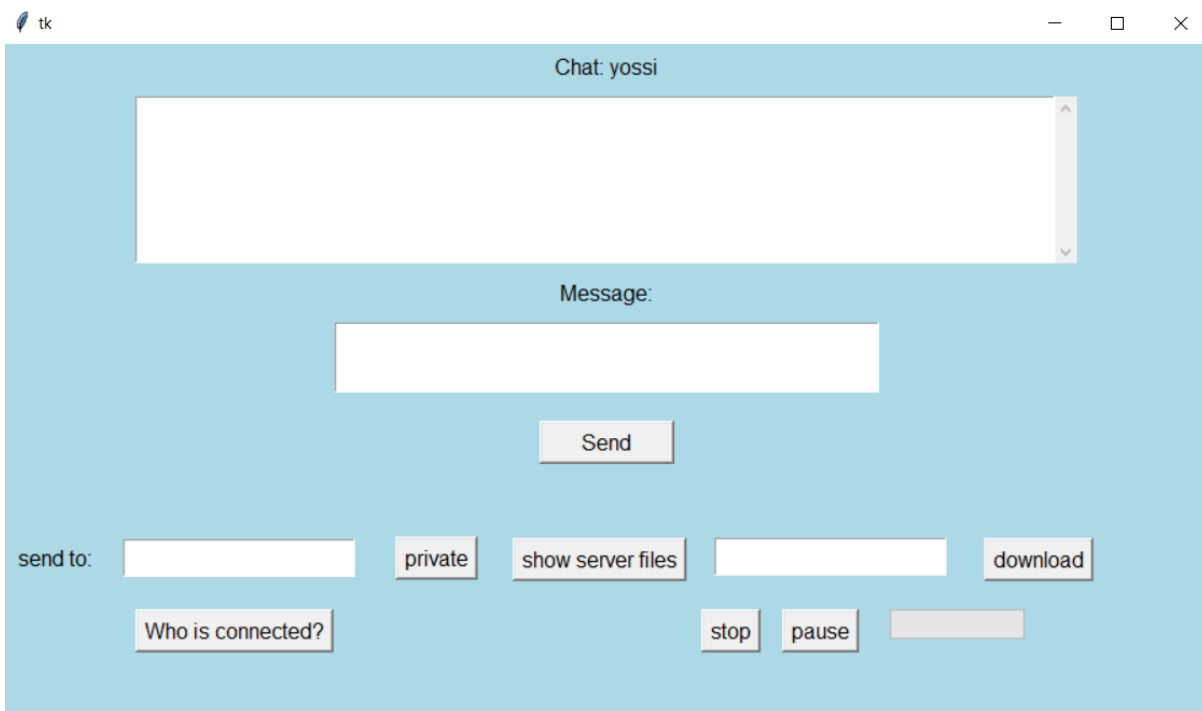 tk
Chat: yossi
Message:
Send
send to: private show server files download
Who is connected? stop pause